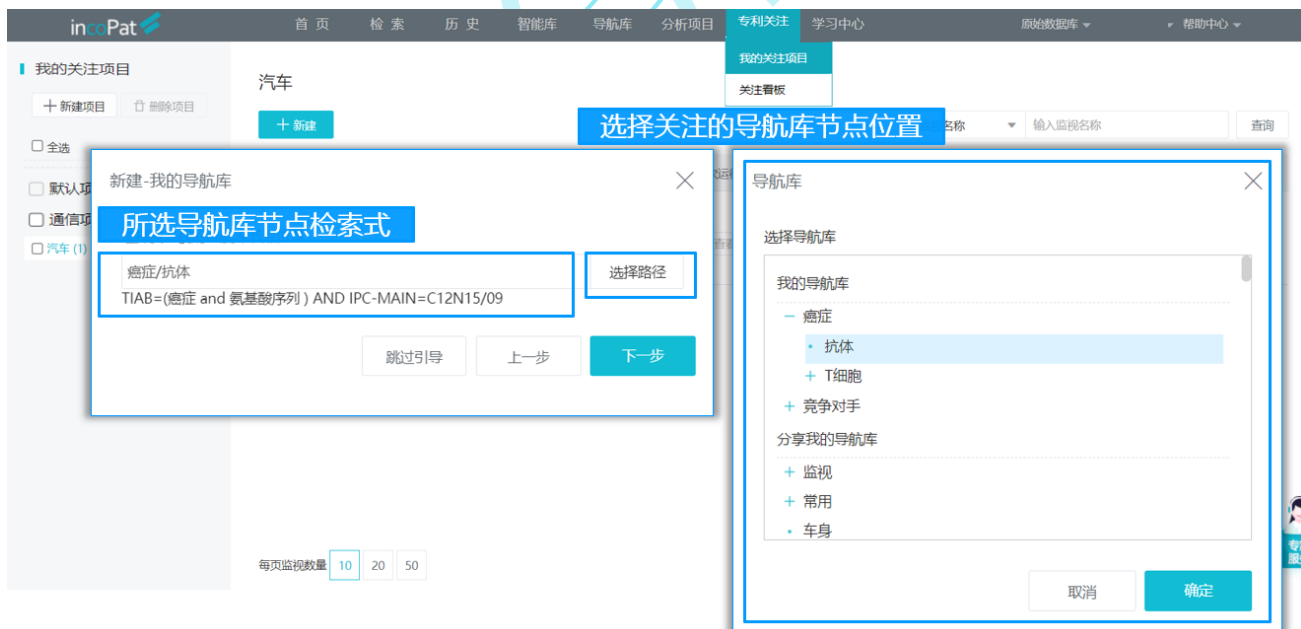 incoPat 首 页 检 索 历 史 智能库 导航库 分析项目 专利关注 学习中心 原始数据库 帮助中心
我的关注项目
关注看板
我的关注项目
+ 新建项目 删除项目
全选
默认项
通信项
汽车 (1)
汽车
+ 新建
选择关注的导航库节点位置
名称 输入监视名称 查询
新建-我的导航库
所选导航库节点检索式
癌症/抗体 选择路径
TIAB=(癌症 and 氨基酸序列 ) AND IPC-MAIN=C12N15/09
跳过引导 上一步 下一步
导航库
选择导航库
我的导航库
癌症
抗体
T细胞
竞争对手
分享我的导航库
监视
常用
车身
取消 确定
每页监视数量 10 20 50